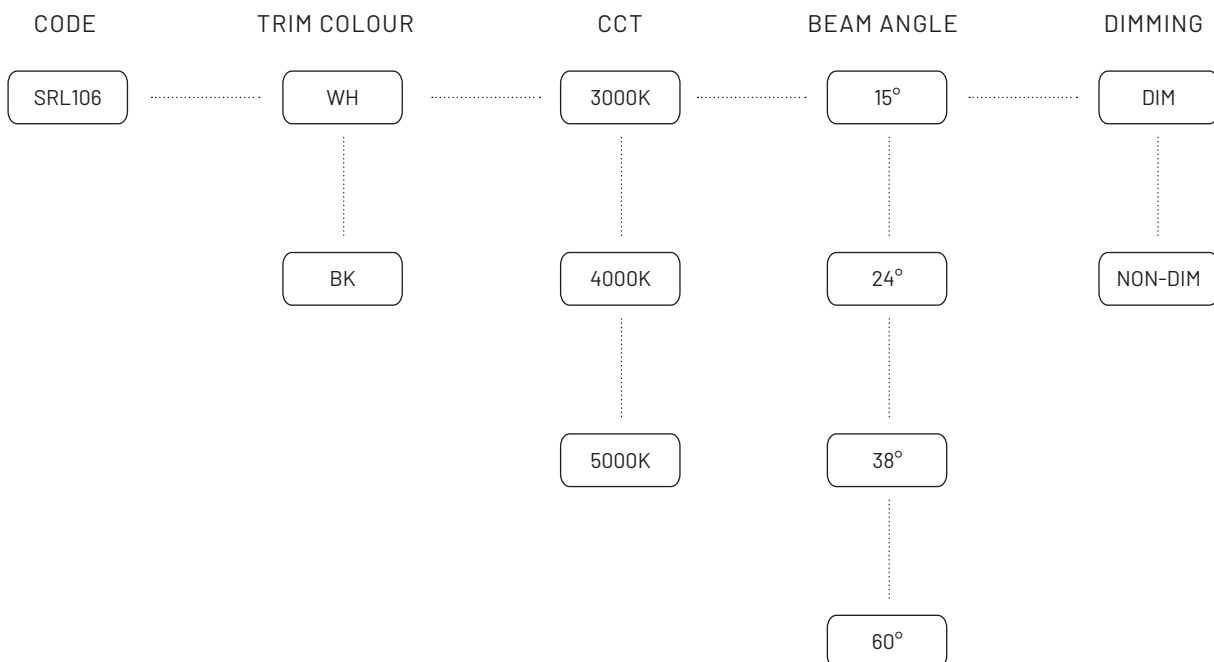 CODE TRIM COLOUR CCT BEAM ANGLE DIMMING
SRL106 WH 3000K 15° DIM
BK 4000K 24° NON-DIM
5000K 38°
60°